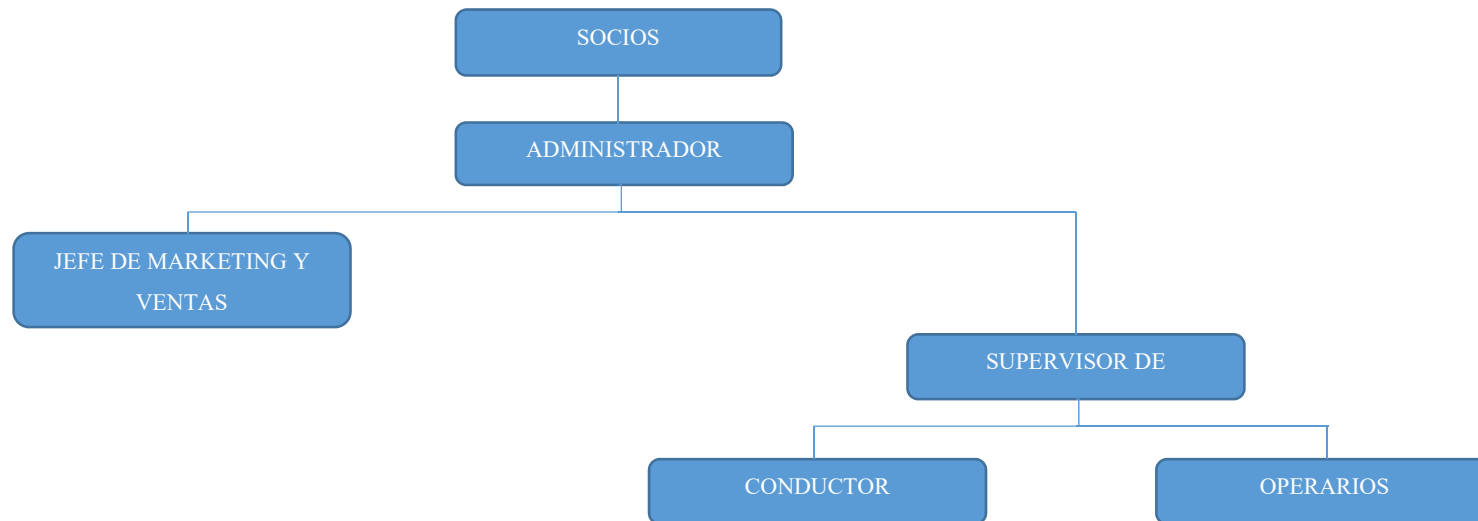 SOCIOS
ADMINISTRADOR
JEFE DE MARKETING Y
VENTAS
SUPERVISOR DE
CONDUCTOR
OPERARIOS